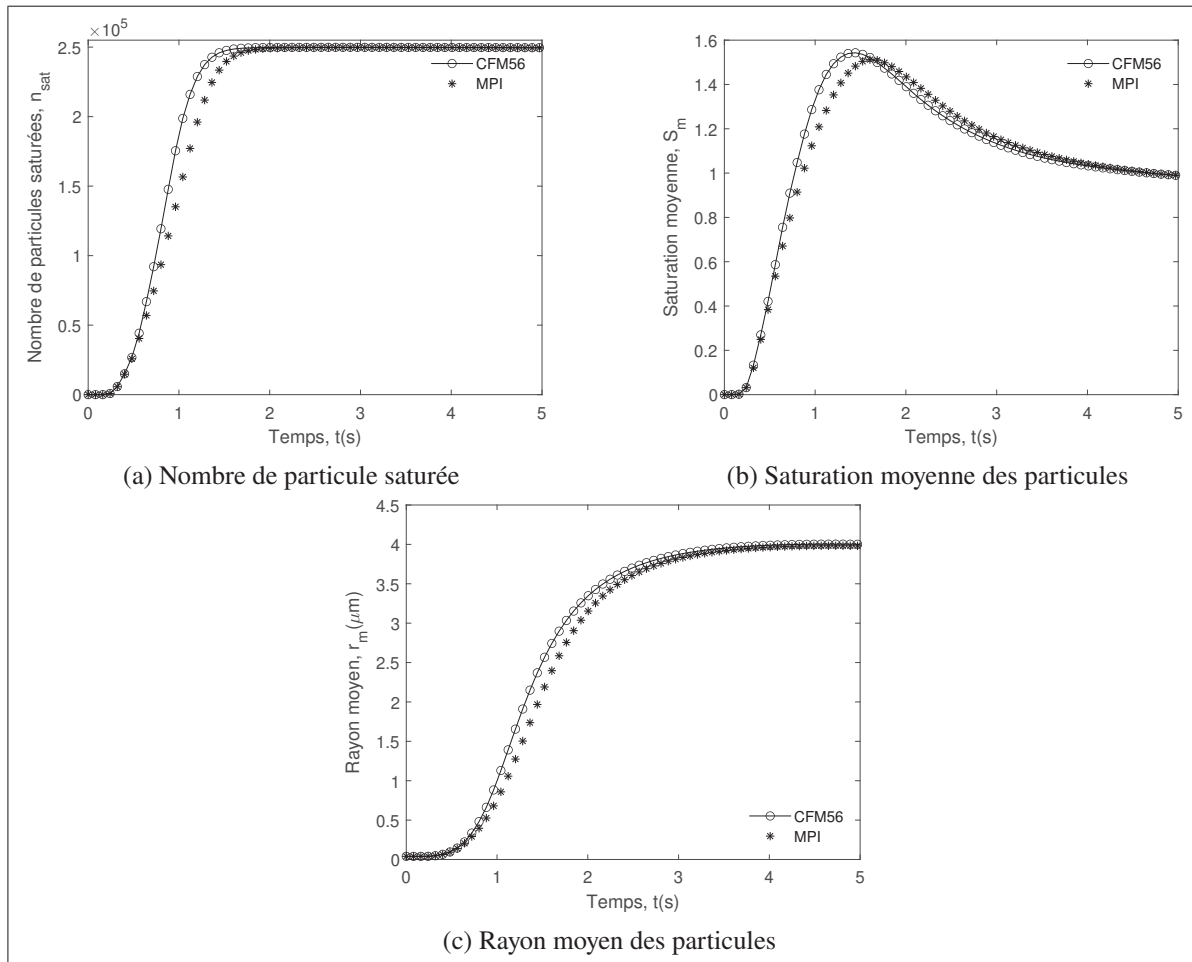 ×10⁵
2.5
2
1.5
1
0.5
0
Nombre de particules saturées, n_sat
CFM56
MPI
0 1 2 3 4 5
Temps, t(s)
(a) Nombre de particule saturée
1.6
1.4
1.2
1
0.8
0.6
0.4
0.2
0
Saturation moyenne, S_m
CFM56
MPI
0 1 2 3 4 5
Temps, t(s)
(b) Saturation moyenne des particules
4.5
4
3.5
3
2.5
2
1.5
1
0.5
0
Rayon moyen, r_m(μm)
CFM56
MPI
0 1 2 3 4 5
Temps, t(s)
(c) Rayon moyen des particules